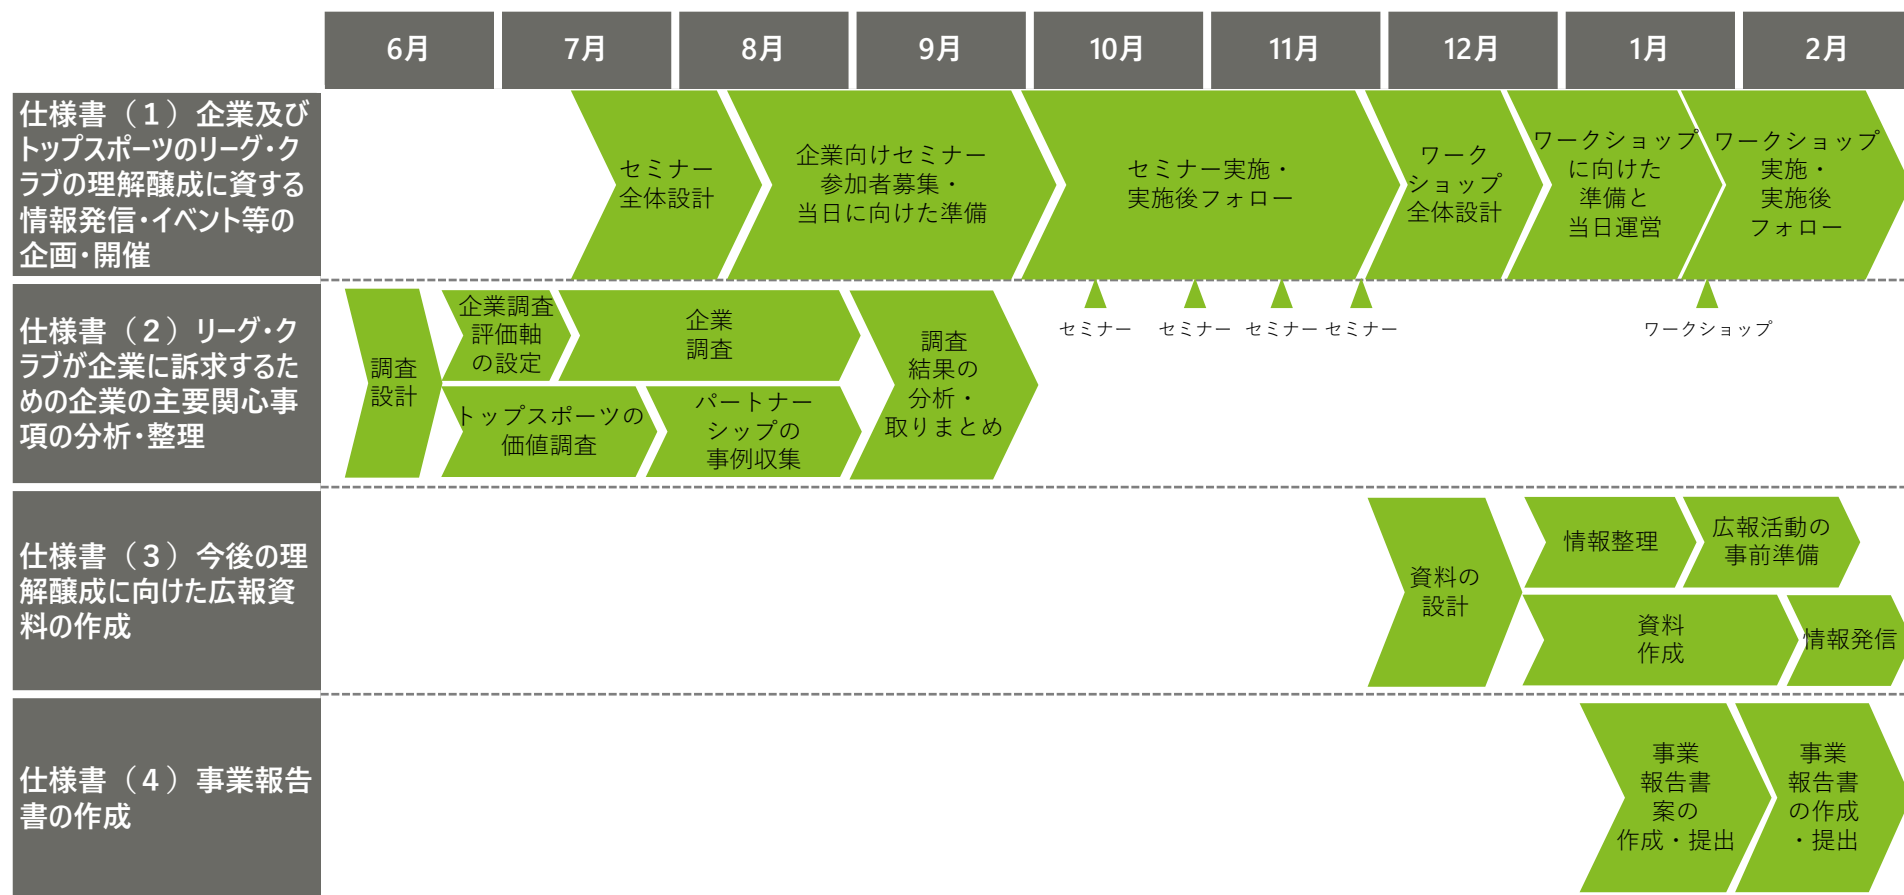 6月
7月
8月
9月
10月
11月
12月
1月
2月
仕様書（１）企業及び
トップスポーツのリーグ・ク
ラブの理解醸成に資する
情報発信・イベント等の
企画・開催
セミナー
全体設計
企業向けセミナー
参加者募集・
当日に向けた準備
セミナー実施・
実施後フォロー
ワーク
ショップ
全体設計
ワークショップ
に向けた
準備と
当日運営
ワークショップ
実施・
実施後
フォロー
セミナー
セミナー
セミナー
セミナー
ワークショップ
仕様書（２）リーグ・ク
ラブが企業に訴求するた
めの企業の主要関心事
項の分析・整理
調査
設計
企業調査
評価軸
の設定
企業
調査
トップスポーツの
価値調査
パートナー
シップの
事例収集
調査
結果の
分析・
取りまとめ
仕様書（３）今後の理
解醸成に向けた広報資
料の作成
資料の
設計
情報整理
広報活動の
事前準備
資料
作成
情報発信
仕様書（４）事業報告
書の作成
事業
報告書
案の
作成・提出
事業
報告書
の作成
・提出